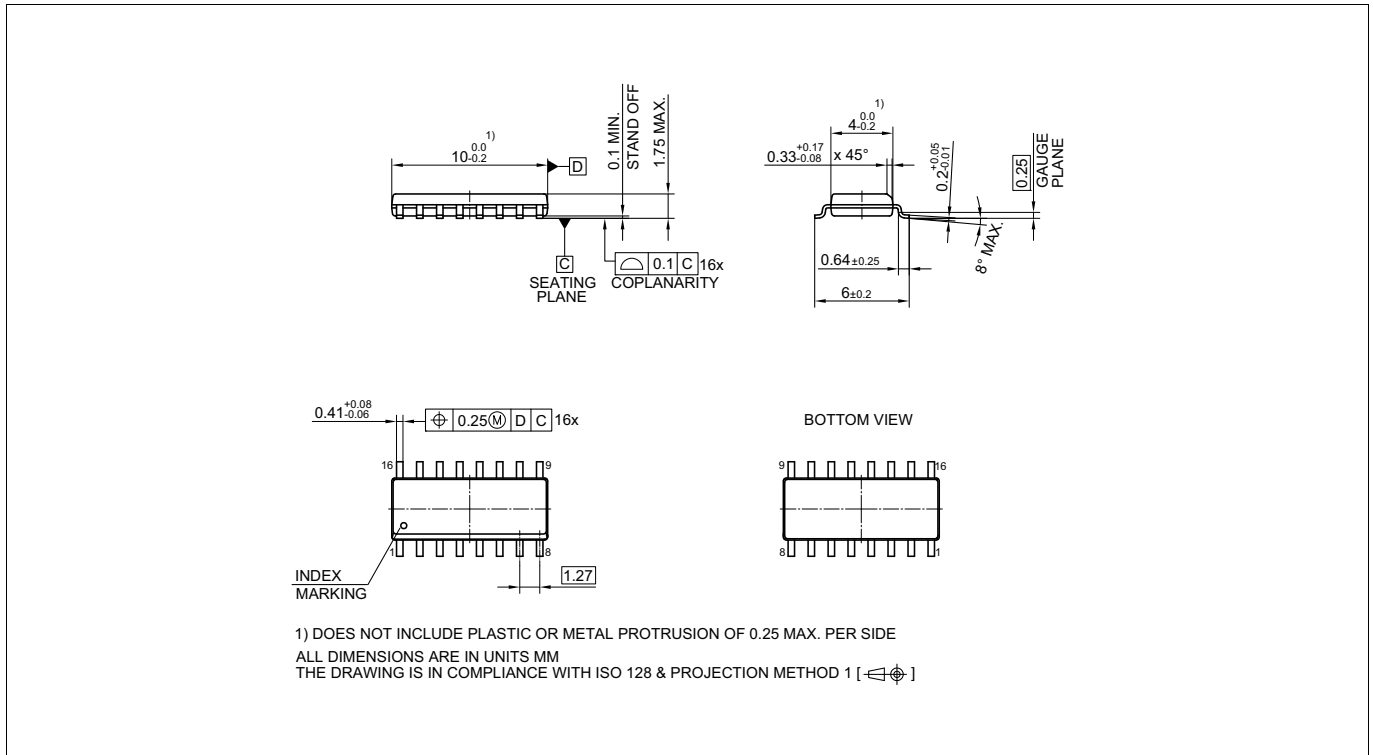 10 0.0 -0.2 1)
D
0.1 MIN.
STAND OFF
1.75 MAX.
C
SEATING
PLANE
0.1 C 16x
COPLANARITY
4 0.0 -0.2 1)
0.33 +0.17 -0.08 x 45°
0.2 +0.05 -0.01
0.25
GAUGE
PLANE
8° MAX.
0.64 ±0.25
6 ±0.2
0.41 +0.08 -0.06
⌖ 0.25 Ⓜ D C 16x
16
9
1
8
INDEX
MARKING
1.27
BOTTOM VIEW
9
16
8
1
1) DOES NOT INCLUDE PLASTIC OR METAL PROTRUSION OF 0.25 MAX. PER SIDE
ALL DIMENSIONS ARE IN UNITS MM
THE DRAWING IS IN COMPLIANCE WITH ISO 128 & PROJECTION METHOD 1 [ ]